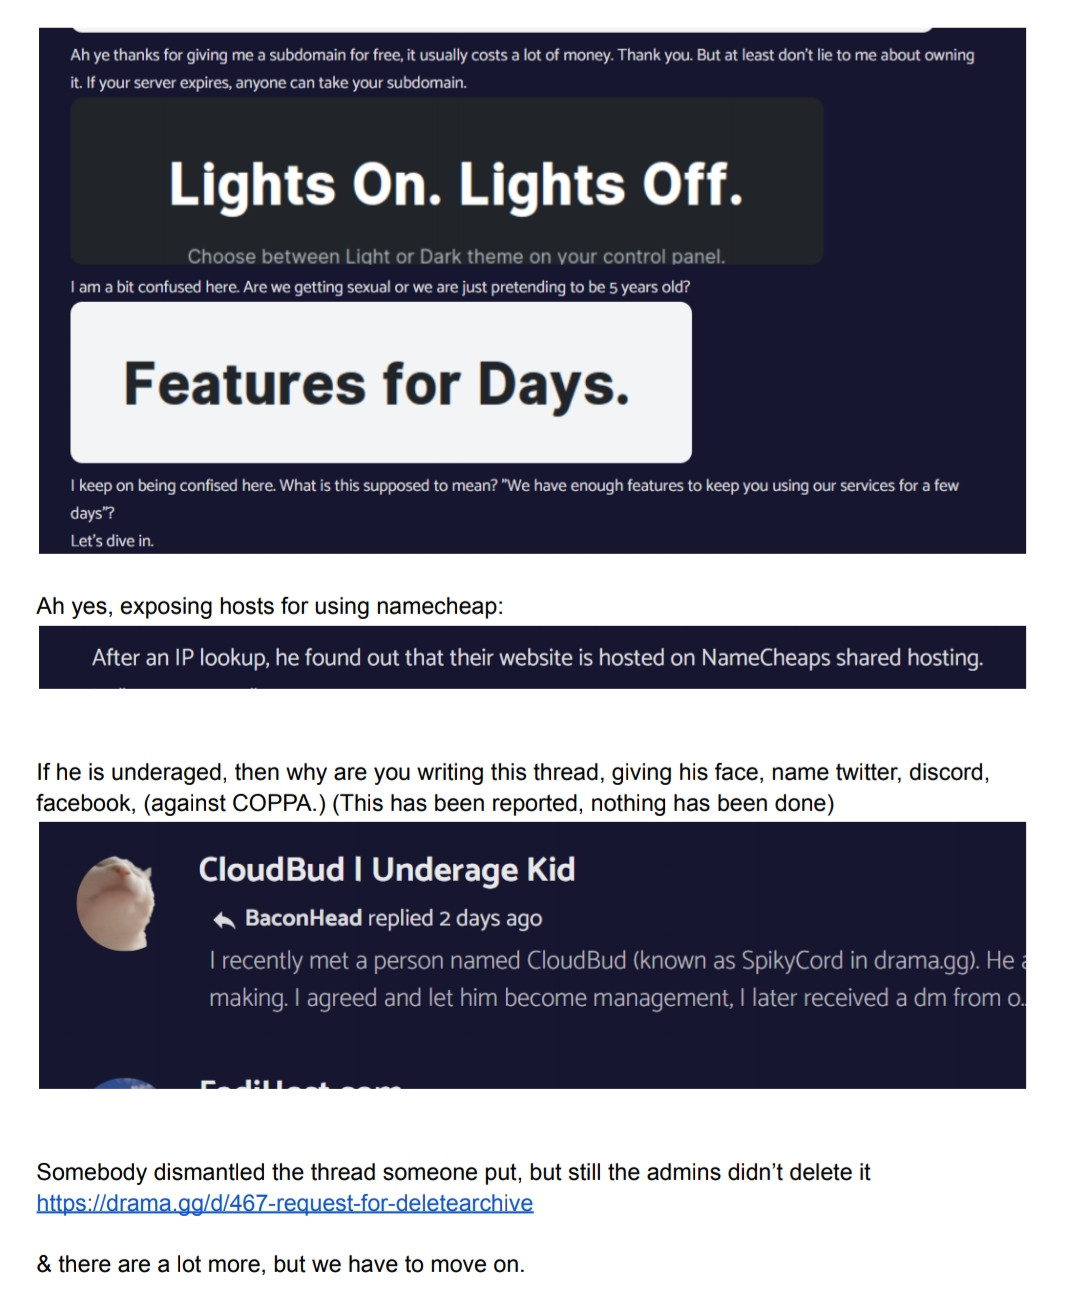 Ah ye thanks for giving me a subdomain for free, it usually costs a lot of money. Thank you. But at least don't lie to me about owning
it. If your server expires, anyone can take your subdomain.
Lights On. Lights Off.
Choose between Light or Dark theme on your control panel.
I am a bit confused here. Are we getting sexual or we are just pretending to be 5 years old?
Features for Days.
I keep on being confised here. What is this supposed to mean? "We have enough features to keep you using our services for a few
days"?
Let's dive in.
Ah yes, exposing hosts for using namecheap:
After an IP lookup, he found out that their website is hosted on NameCheaps shared hosting.
If he is underaged, then why are you writing this thread, giving his face, name twitter, discord,
facebook, (against COPPA.) (This has been reported, nothing has been done)
CloudBud | Underage Kid
BaconHead replied 2 days ago
I recently met a person named CloudBud (known as SpikyCord in drama.gg). He
making. I agreed and let him become management, I later received a dm from o..
FadiHost.com
Somebody dismantled the thread someone put, but still the admins didn't delete it
https://drama.gg/d/467-request-for-deletearchive
& there are a lot more, but we have to move on.